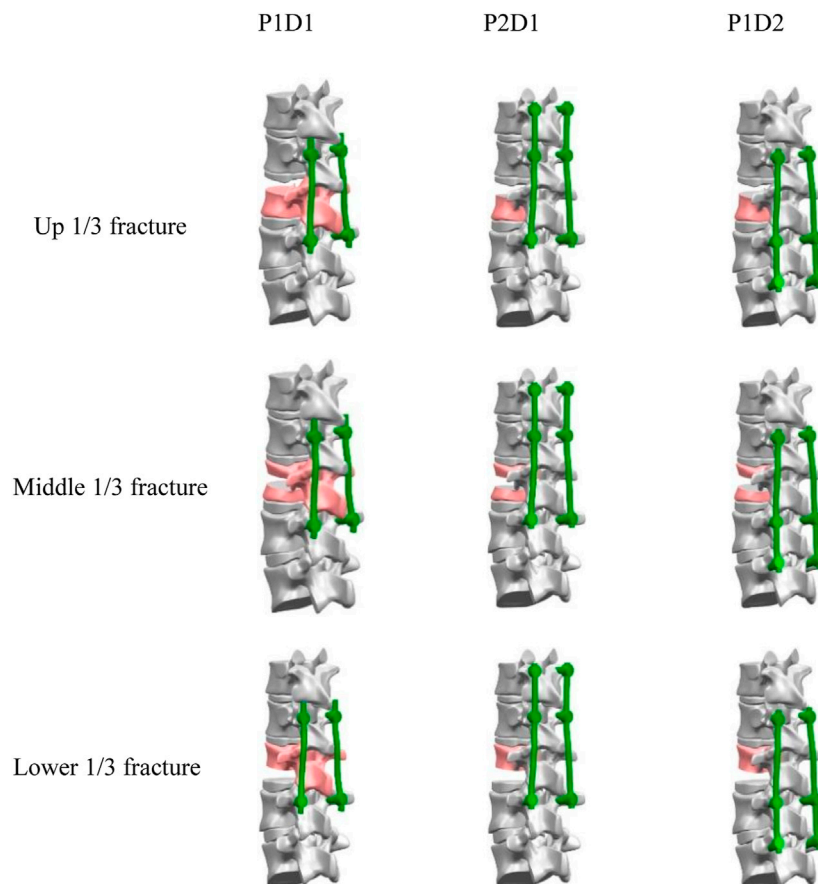 P1D1 P2D1 P1D2
Up 1/3 fracture
Middle 1/3 fracture
Lower 1/3 fracture